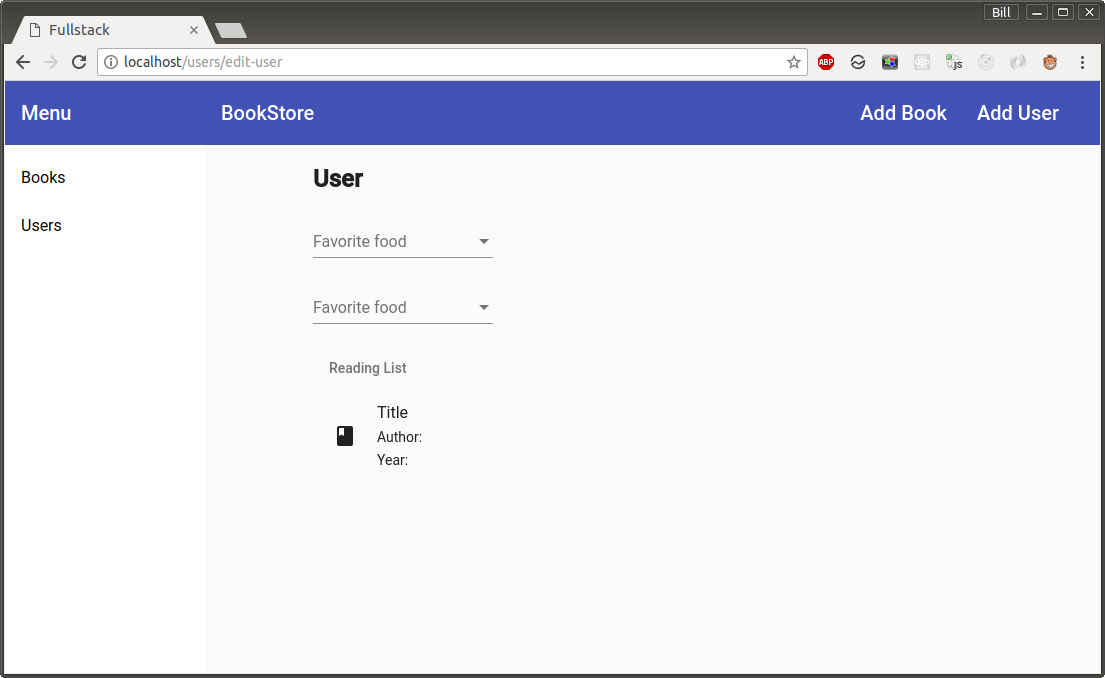 Bill
Fullstack
localhost/users/edit-user
ABP
js
Menu BookStore Add Book Add User
Books
Users
User
Favorite food
Favorite food
Reading List
Title
Author:
Year: